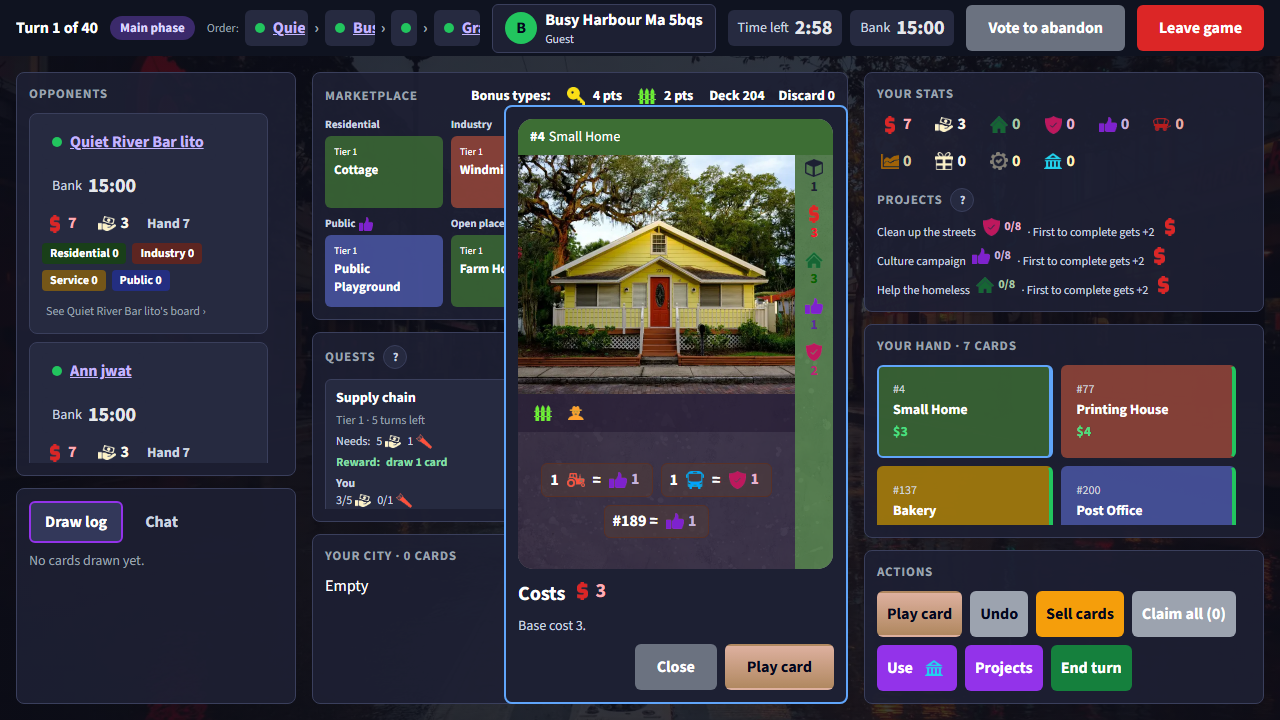 Turn 1 of 40 Main phase Order: Quie › Bus › › Gra B Busy Harbour Ma 5bqs Guest Time left 2:58 Bank 15:00 Vote to abandon Leave game
OPPONENTS
Quiet River Bar lito
Bank 15:00
7 3 Hand 7
Residential 0 Industry 0
Service 0 Public 0
See Quiet River Bar lito's board ›
Ann jwat
Bank 15:00
7 3 Hand 7
Draw log Chat
No cards drawn yet.
MARKETPLACE Bonus types: 4 pts 2 pts Deck 204 Discard 0
Residential Industry
Tier 1 Tier 1
Cottage Windmi
Public Open place
Tier 1 Tier 1
Public Playground Farm Ho
QUESTS ?
Supply chain
Tier 1 · 5 turns left
Needs: 5 1
Reward: draw 1 card
You
3/5 0/1
YOUR CITY · 0 CARDS
Empty
#4 Small Home
1
3
3
1
2
1 = 1 1 = 1
#189 = 1
Costs 3
Base cost 3.
Close Play card
YOUR STATS
7 3 0 0 0 0
0 0 0 0
PROJECTS ?
Clean up the streets 0/8 · First to complete gets +2
Culture campaign 0/8 · First to complete gets +2
Help the homeless 0/8 · First to complete gets +2
YOUR HAND · 7 CARDS
#4 #77
Small Home Printing House
$3 $4
#137 #200
Bakery Post Office
ACTIONS
Play card Undo Sell cards Claim all (0)
Use Projects End turn